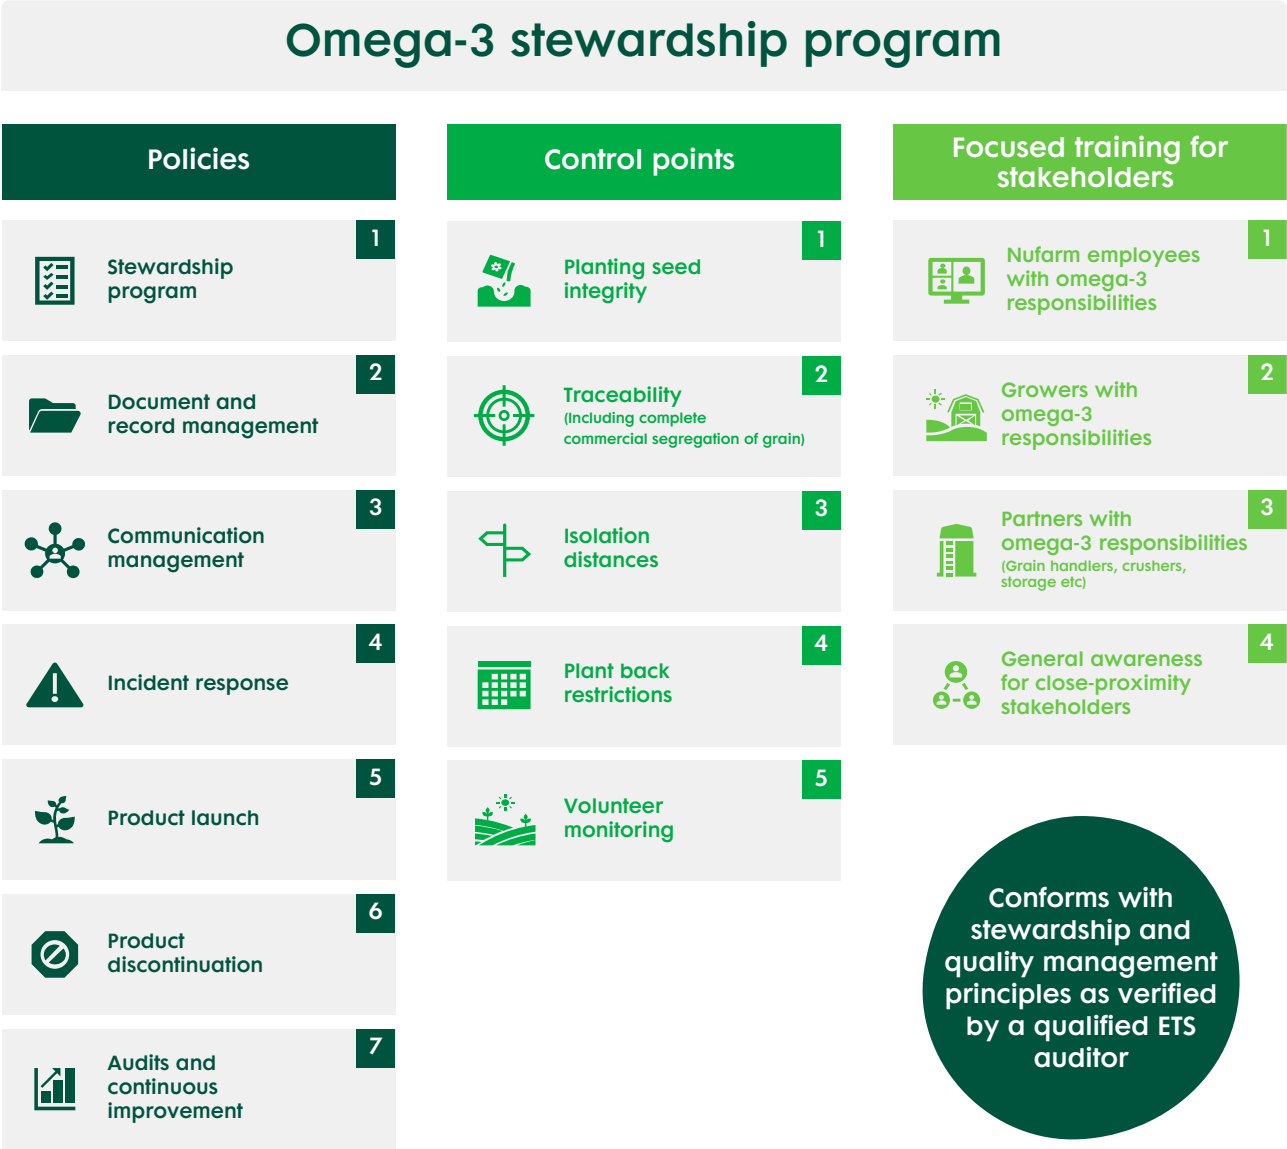 Omega-3 stewardship program
Policies
1
Stewardship
program
2
Document and
record management
3
Communication
management
4
Incident response
5
Product launch
6
Product
discontinuation
7
Audits and
continuous
improvement
Control points
1
Planting seed
integrity
2
Traceability
(Including complete
commercial segregation of grain)
3
Isolation
distances
4
Plant back
restrictions
5
Volunteer
monitoring
Focused training for
stakeholders
1
Nufarm employees
with omega-3
responsibilities
2
Growers with
omega-3
responsibilities
3
Partners with
omega-3 responsibilities
(Grain handlers, crushers,
storage etc)
4
General awareness
for close-proximity
stakeholders
Conforms with
stewardship and
quality management
principles as verified
by a qualified ETS
auditor